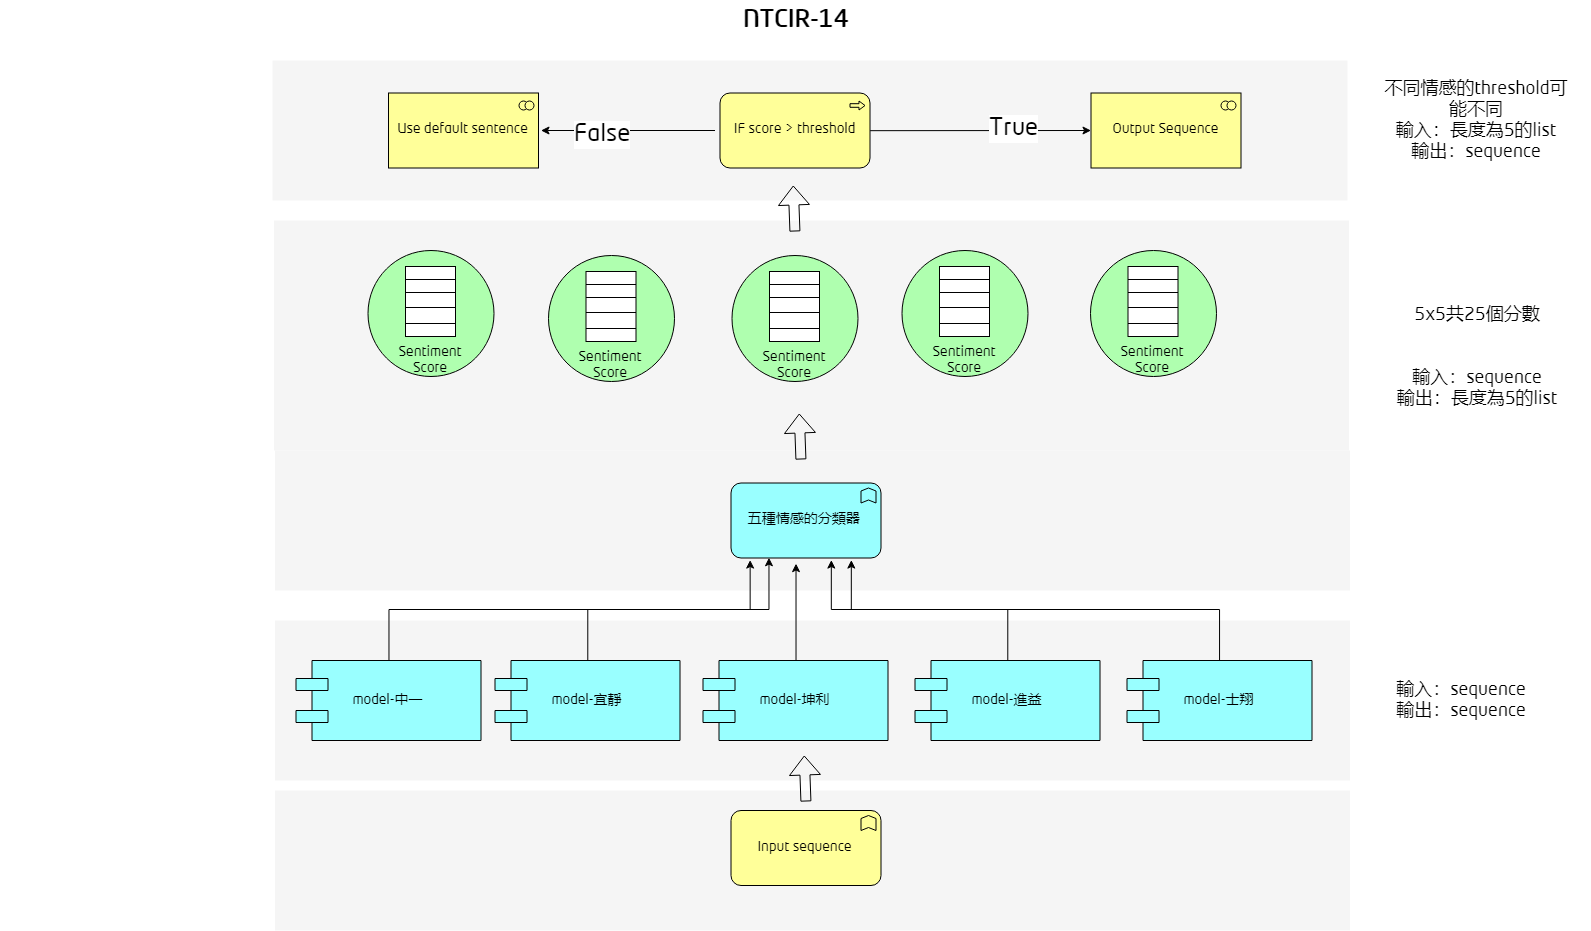 NTCIR-14
Use default sentence
False
IF score > threshold
True
Output Sequence
不同情感的threshold可
能不同
輸入：長度為5的list
輸出：sequence
Sentiment
Score
Sentiment
Score
Sentiment
Score
Sentiment
Score
Sentiment
Score
5x5共25個分數
輸入：sequence
輸出：長度為5的list
五種情感的分類器
model-中一
model-宜靜
model-坤利
model-進益
model-士翔
輸入：sequence
輸出：sequence
Input sequence